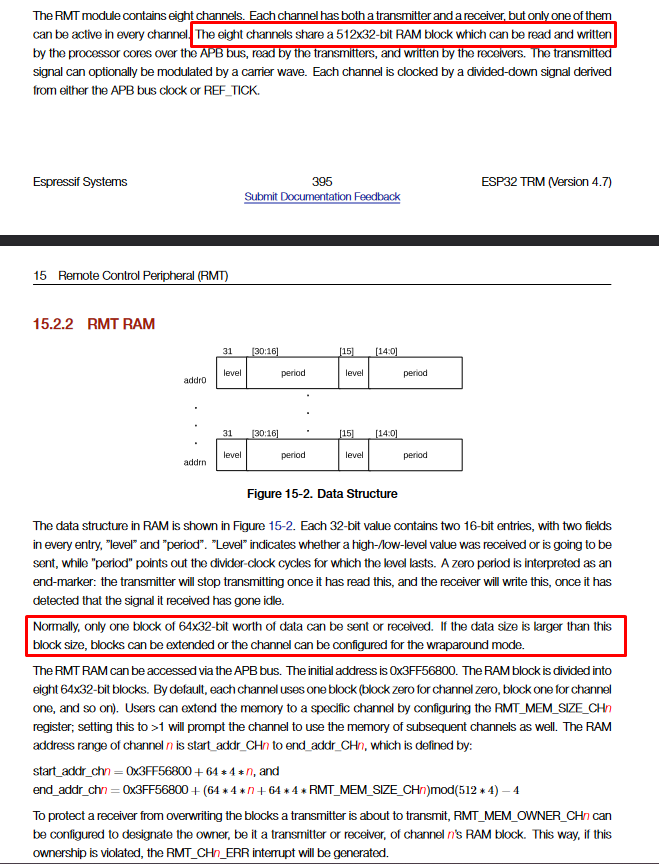 The RMT module contains eight channels. Each channel has both a transmitter and a receiver, but only one of them
can be active in every channel. The eight channels share a 512x32-bit RAM block which can be read and written
by the processor cores over the APB bus, read by the transmitters, and written by the receivers. The transmitted
signal can optionally be modulated by a carrier wave. Each channel is clocked by a divided-down signal derived
from either the APB bus clock or REF_TICK.
Espressif Systems 395 ESP32 TRM (Version 4.7)
Submit Documentation Feedback
15 Remote Control Peripheral (RMT)
15.2.2 RMT RAM
31 [30:16] [15] [14:0]
level period level period
addr0
31 [30:16] [15] [14:0]
level period level period
addrn
Figure 15-2. Data Structure
The data structure in RAM is shown in Figure 15-2. Each 32-bit value contains two 16-bit entries, with two fields
in every entry, "level" and "period". "Level" indicates whether a high-/low-level value was received or is going to be
sent, while "period" points out the divider-clock cycles for which the level lasts. A zero period is interpreted as an
end-marker: the transmitter will stop transmitting once it has read this, and the receiver will write this, once it has
detected that the signal it received has gone idle.
Normally, only one block of 64x32-bit worth of data can be sent or received. If the data size is larger than this
block size, blocks can be extended or the channel can be configured for the wraparound mode.
The RMT RAM can be accessed via the APB bus. The initial address is 0x3FF56800. The RAM block is divided into
eight 64x32-bit blocks. By default, each channel uses one block (block zero for channel zero, block one for channel
one, and so on). Users can extend the memory to a specific channel by configuring the RMT_MEM_SIZE_CHn
register; setting this to >1 will prompt the channel to use the memory of subsequent channels as well. The RAM
address range of channel n is start_addr_CHn to end_addr_CHn, which is defined by:
start_addr_chn = 0x3FF56800 + 64 ∗ 4 ∗ n, and
end_addr_chn = 0x3FF56800 + (64 ∗ 4 ∗ n + 64 ∗ 4 ∗ RMT_MEM_SIZE_CHn)mod(512 ∗ 4) − 4
To protect a receiver from overwriting the blocks a transmitter is about to transmit, RMT_MEM_OWNER_CHn can
be configured to designate the owner, be it a transmitter or receiver, of channel n's RAM block. This way, if this
ownership is violated, the RMT_CHn_ERR interrupt will be generated.